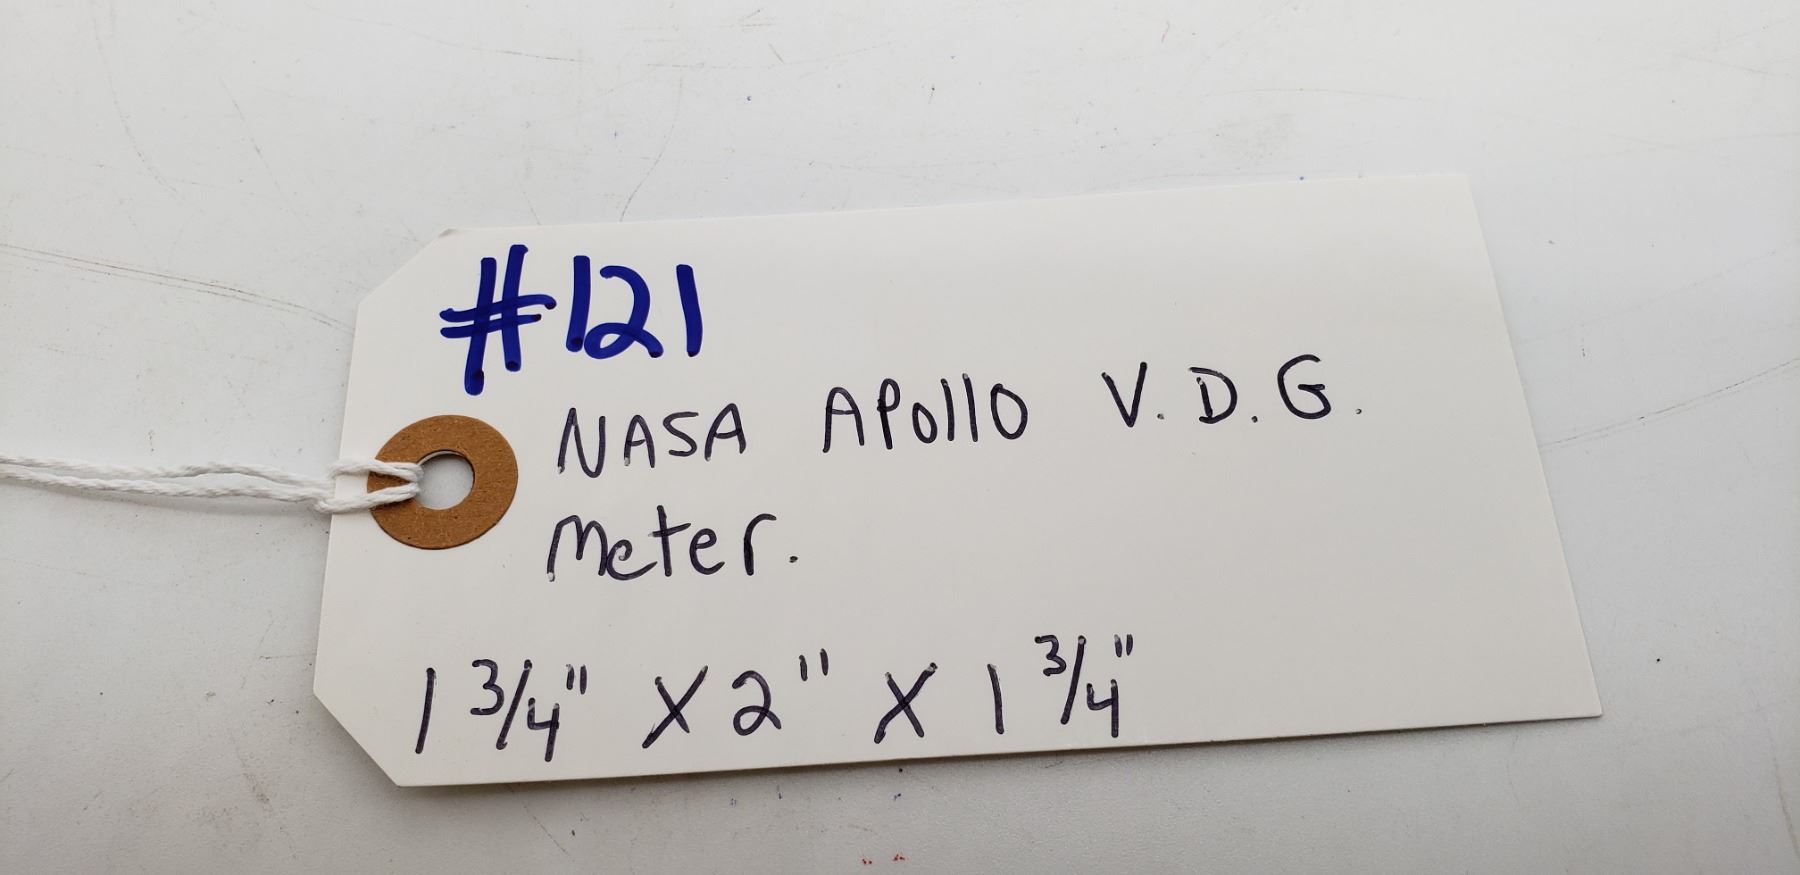 #121
NASA Apollo V.D.G.
Meter.
1 3/4" X 2" X 1 3/4"